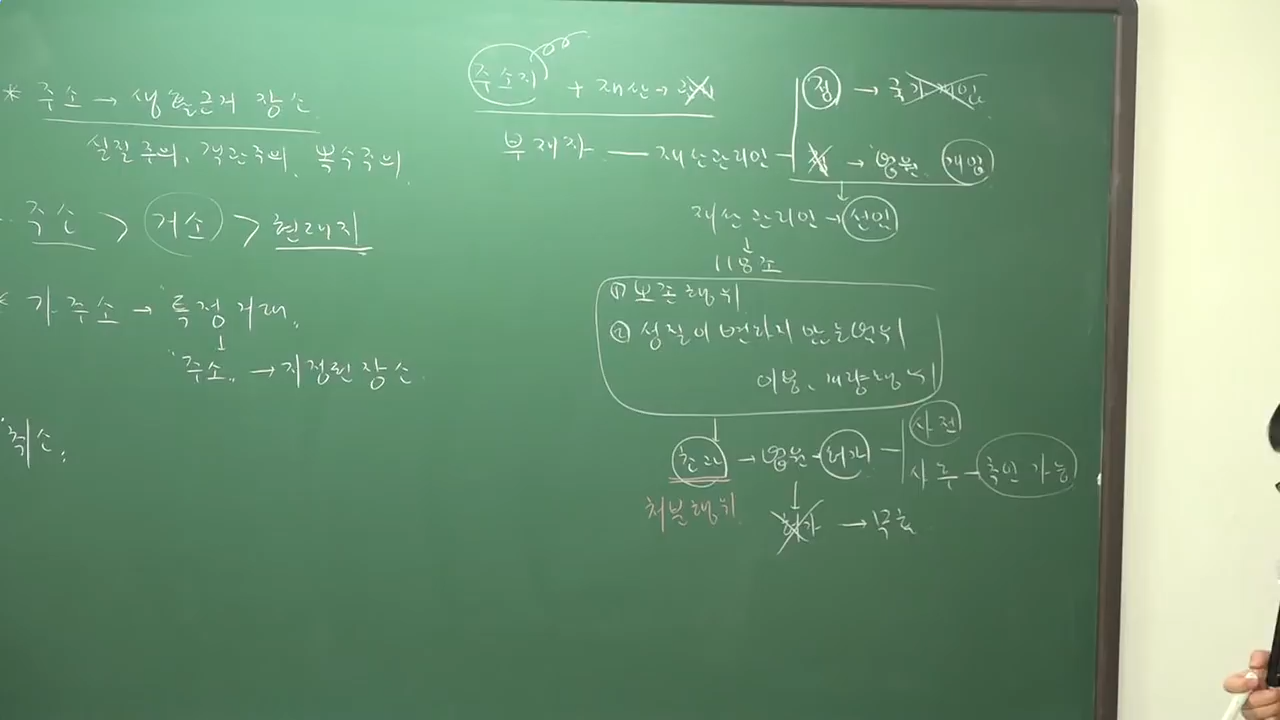 * 주소 → 생활근거 장소
실질주의, 객관주의, 복수주의
주소 > 거소 > 현재지
* 가주소 → 특정거래,
↓
"주소" → 지정된 장소
주소지 + 재산→
부재자 — 재산관리인
정 →
→ 법원 개입
재산관리인 → 선임
↓
118조
① 보존행위
② 성질이 변하지 않는 범위
이용, 개량행위
초과 → 법원 허가
사전
사후 - 추인 가능
처분행위
허가 → 무효